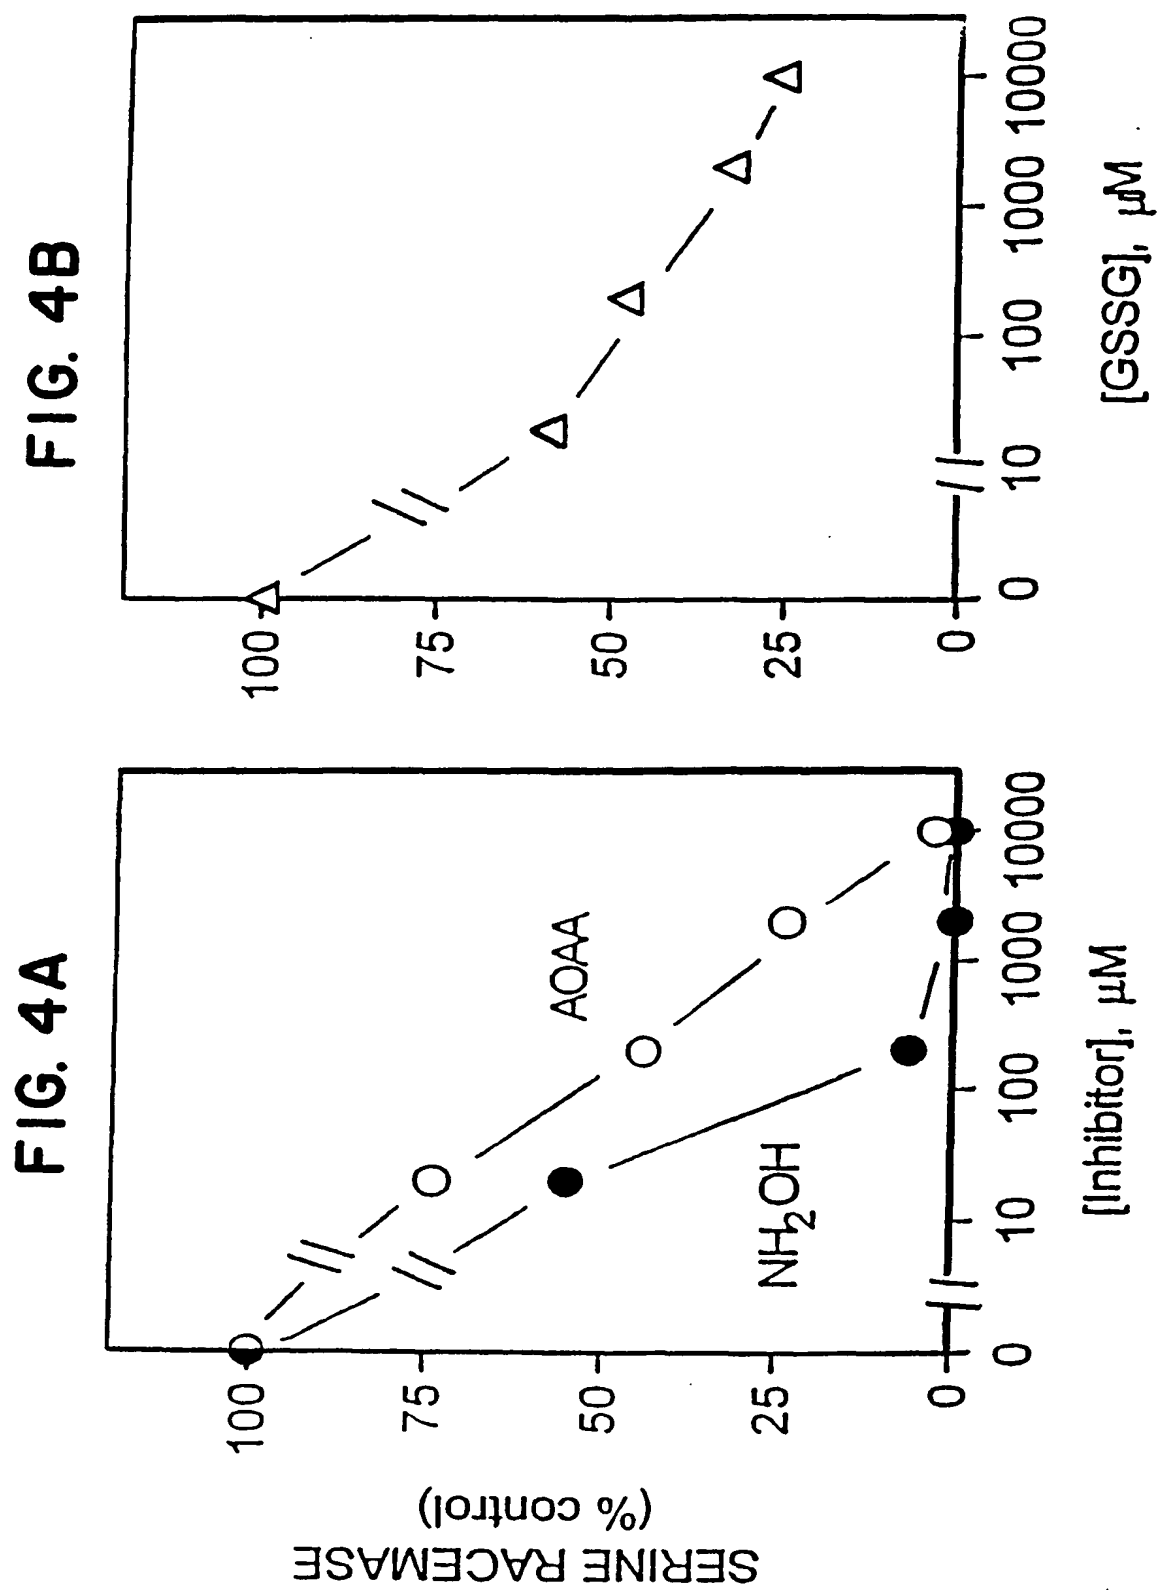 FIG. 4A
SERINE RACEMASE
(% control)
100
75
50
25
0
AOAA
NH₂OH
0 10 100 1000 10000
[Inhibitor], µM
FIG. 4B
100
75
50
25
0
0 10 100 1000 10000
[GSSG], µM